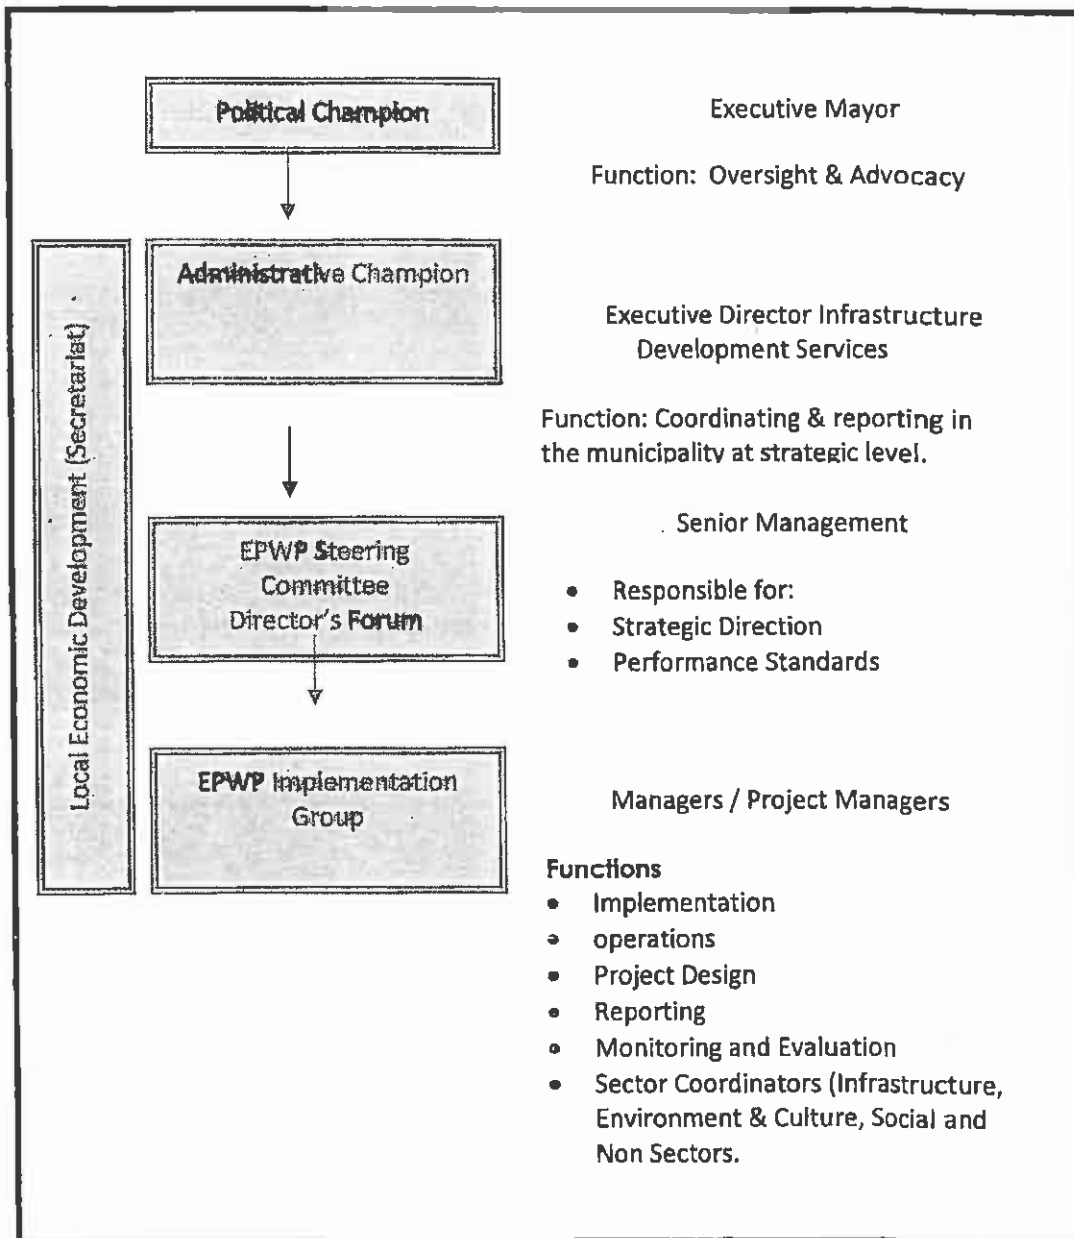 Political Champion
Executive Mayor
Function: Oversight & Advocacy
Local Economic Development (Secretariat)
Administrative Champion
Executive Director Infrastructure
Development Services
Function: Coordinating & reporting in
the municipality at strategic level.
EPWP Steering
Committee
Director's Forum
Senior Management
• Responsible for:
• Strategic Direction
• Performance Standards
EPWP Implementation
Group
Managers / Project Managers
Functions
• Implementation
• operations
• Project Design
• Reporting
• Monitoring and Evaluation
• Sector Coordinators (Infrastructure,
Environment & Culture, Social and
Non Sectors.